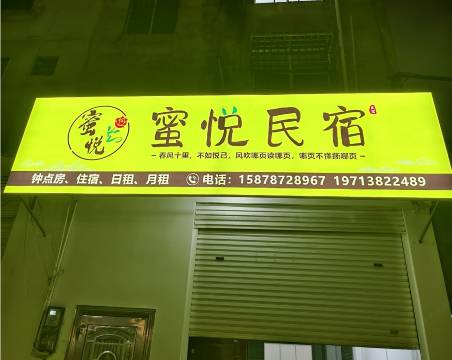 蜜悦
蜜悦民宿
春风十里，不如悦己，风吹哪页读哪页，哪页不懂撕哪页
钟点房、住宿、日租、月租 电话：15878728967 19713822489